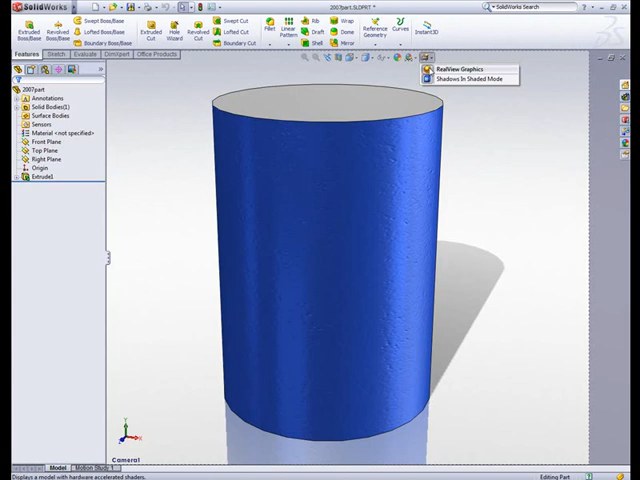 SolidWorks
2007part.SLDPRT *
SolidWorks Search
Extruded Boss/Base
Revolved Boss/Base
Swept Boss/Base
Lofted Boss/Base
Boundary Boss/Base
Extruded Cut
Hole Wizard
Revolved Cut
Swept Cut
Lofted Cut
Boundary Cut
Fillet
Linear Pattern
Rib
Draft
Shell
Wrap
Dome
Mirror
Reference Geometry
Curves
Instant3D
Features
Sketch
Evaluate
DimXpert
Office Products
RealView Graphics
Shadows In Shaded Mode
2007part
Annotations
Solid Bodies(1)
Surface Bodies
Sensors
Material <not specified>
Front Plane
Top Plane
Right Plane
Origin
Extrude1
Camera1
Model
Motion Study 1
Displays a model with hardware accelerated shaders.
Editing Part